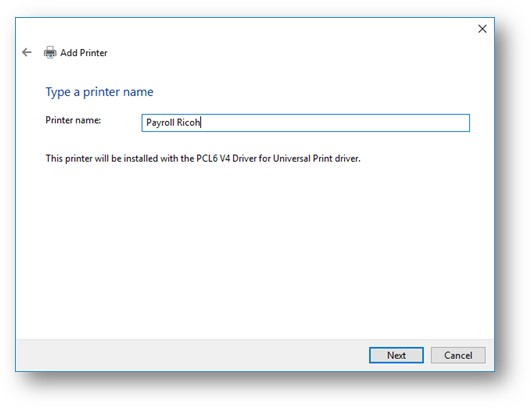 Add Printer
Type a printer name
Printer name: Payroll Ricoh
This printer will be installed with the PCL6 V4 Driver for Universal Print driver.
Next Cancel